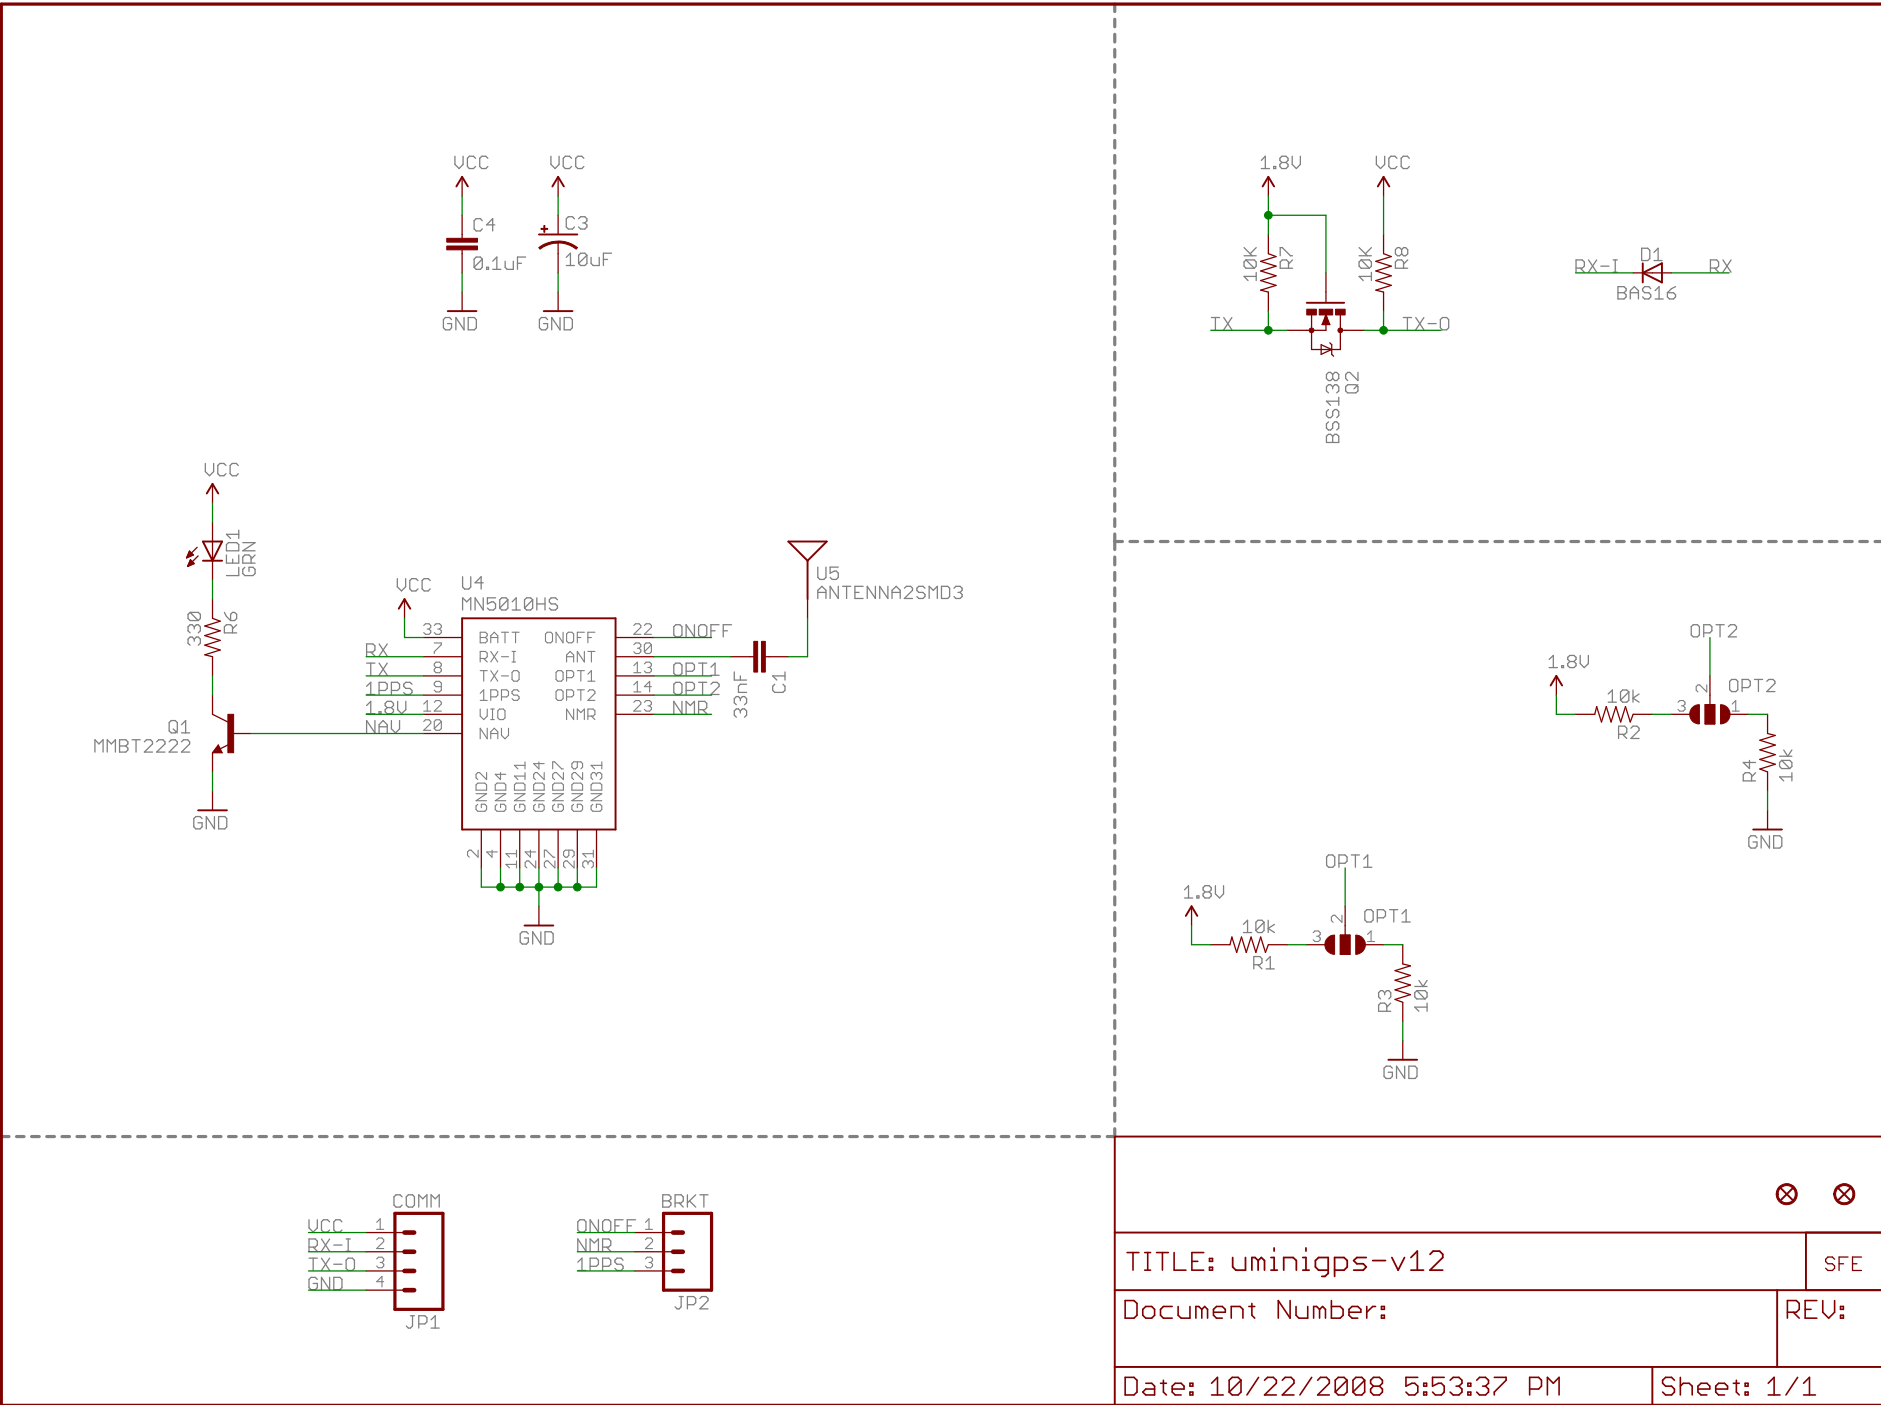 VCC
VCC
C4
0.1uF
C3
10uF
GND
GND
1.8V
VCC
10K
R7
10K
R8
TX
TX-O
BSS138
Q2
RX-I
D1
RX
BAS16
VCC
LED1
GRN
330
R6
Q1
MMBT2222
GND
VCC
U4
MN5010HS
33 BATT ONOFF 22 ONOFF
RX 7 RX-I ANT 30
TX 8 TX-O OPT1 13 OPT1
1PPS 9 1PPS OPT2 14 OPT2
1.8V 12 VIO NMR 23 NMR
NAV 20 NAV
GND2 GND4 GND11 GND24 GND27 GND29 GND31
2 4 11 24 27 29 31
GND
33nF
C1
U5
ANTENNA2SMD3
OPT2
1.8V
10k
R2
3 2 1
OPT2
R4
10k
GND
OPT1
1.8V
10k
R1
3 2 1
OPT1
R3
10k
GND
COMM
VCC 1
RX-I 2
TX-O 3
GND 4
JP1
BRKT
ONOFF 1
NMR 2
1PPS 3
JP2
TITLE: uminigps-v12
SFE
Document Number:
REV:
Date: 10/22/2008 5:53:37 PM
Sheet: 1/1